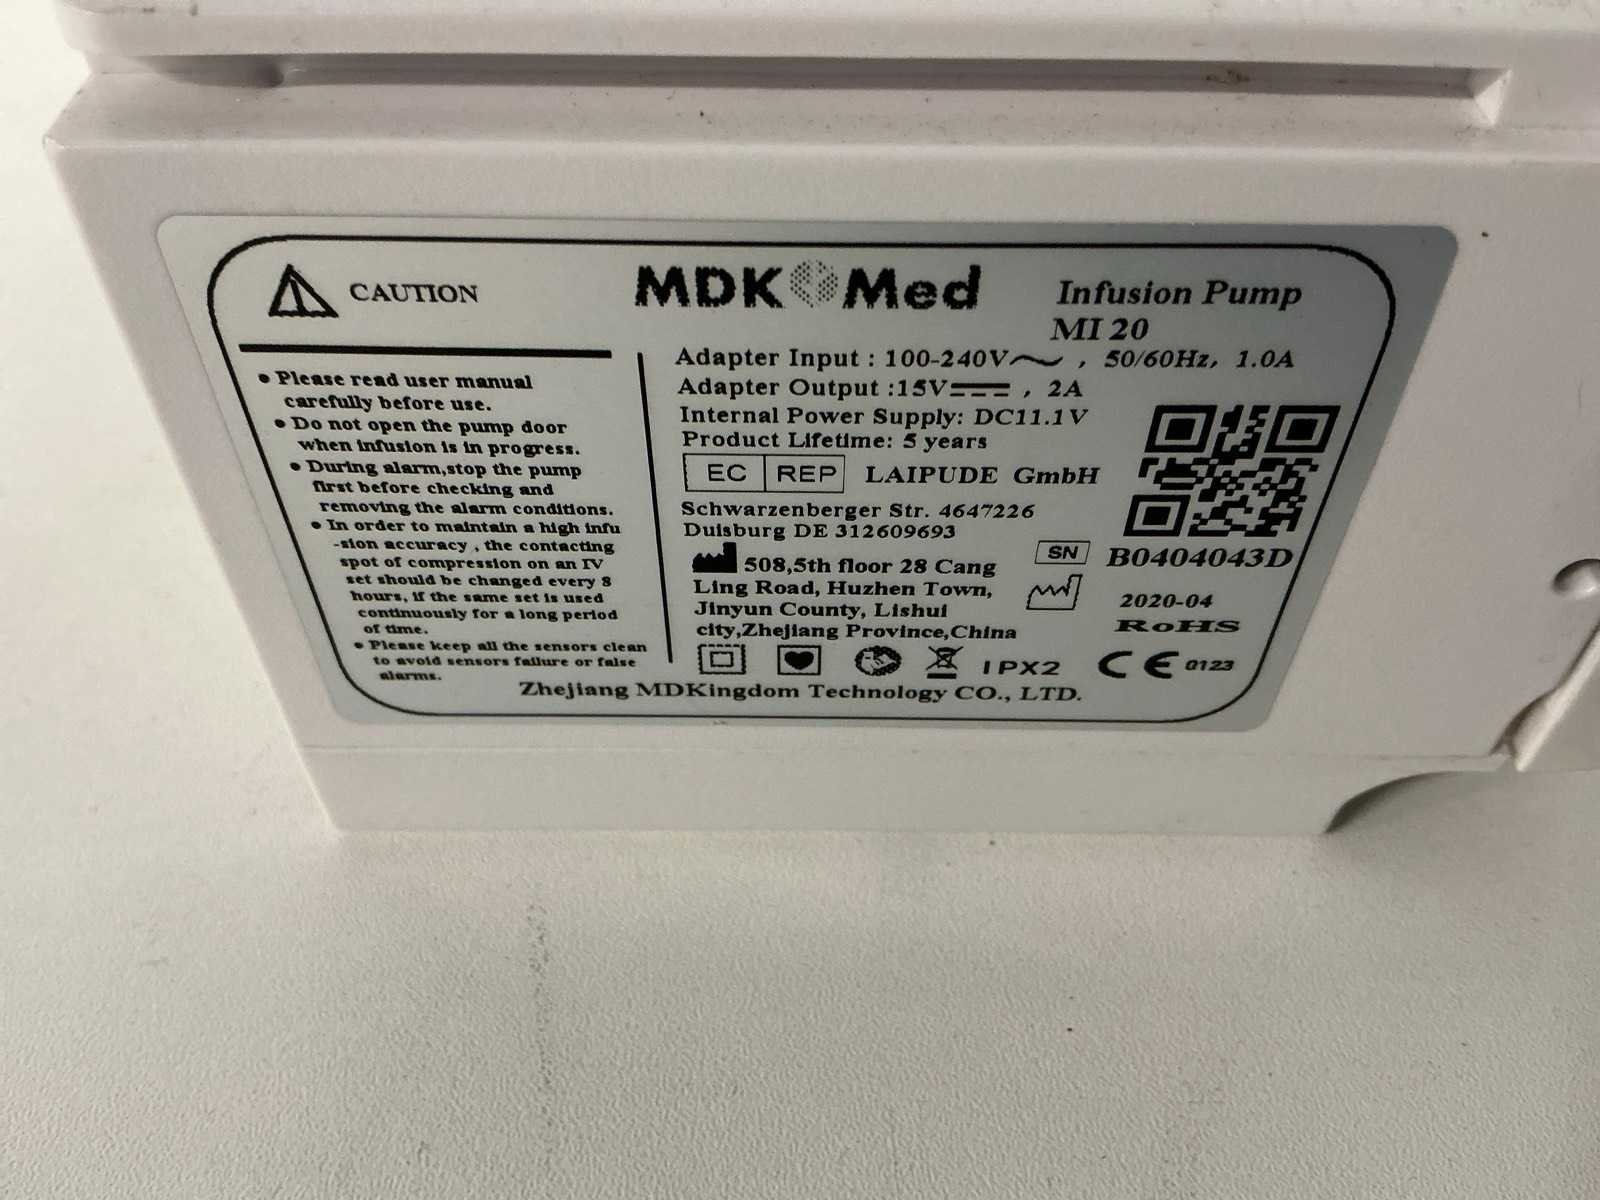 CAUTION
• Please read user manual
carefully before use.
• Do not open the pump door
when infusion is in progress.
• During alarm,stop the pump
first before checking and
removing the alarm conditions.
• In order to maintain a high infu
-sion accuracy , the contacting
spot of compression on an IV
set should be changed every 8
hours, if the same set is used
continuously for a long period
of time.
• Please keep all the sensors clean
to avoid sensors failure or false
alarms.
MDK Med
Infusion Pump
MI 20
Adapter Input : 100-240V~ , 50/60Hz, 1.0A
Adapter Output :15V⎓ , 2A
Internal Power Supply: DC11.1V
Product Lifetime: 5 years
EC REP LAIPUDE GmbH
Schwarzenberger Str. 4647226
Duisburg DE 312609693
508,5th floor 28 Cang
Ling Road, Huzhen Town,
Jinyun County, Lishui
city,Zhejiang Province,China
SN B0404043D
2020-04
RoHS
IPX2 CE 0123
Zhejiang MDKingdom Technology CO., LTD.